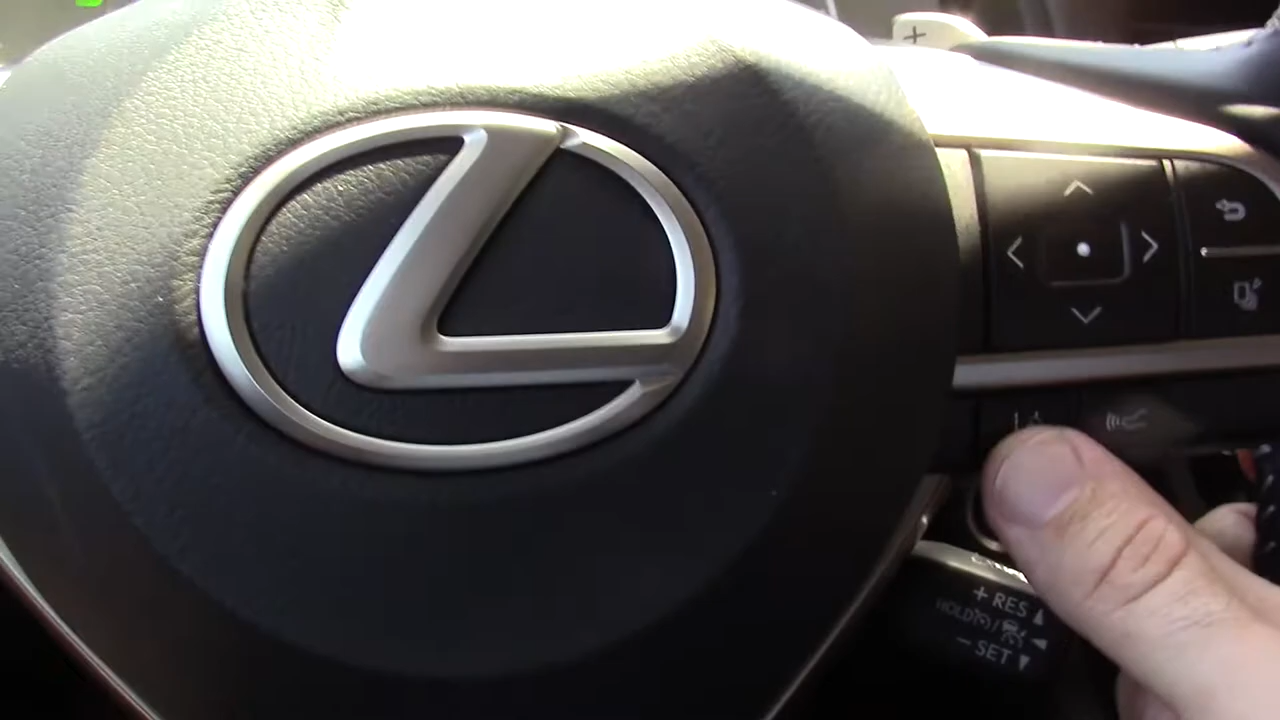 +
+ RES
HOLD /
− SET